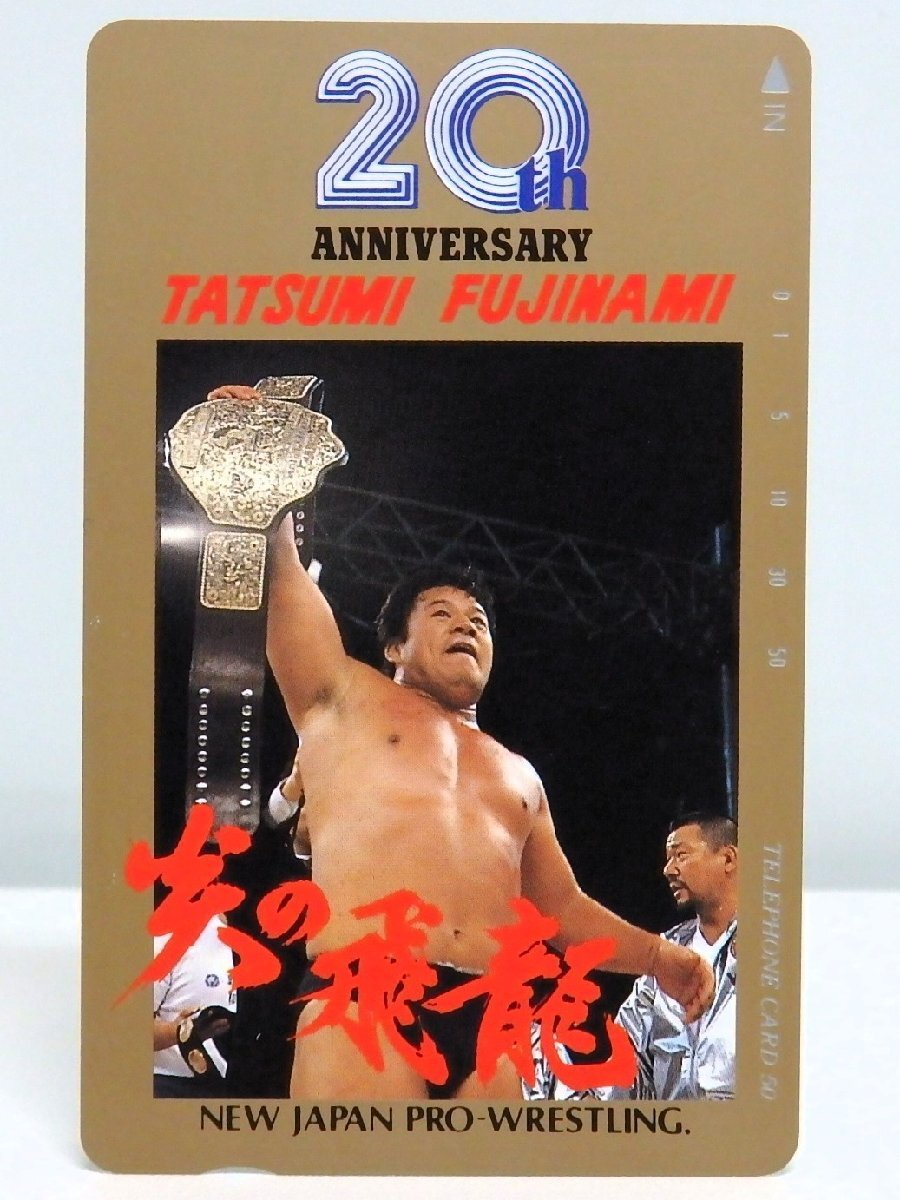 20th
ANNIVERSARY
TATSUMI FUJINAMI
炎の飛龍
NEW JAPAN PRO-WRESTLING.
IN
0
1
5
10
30
50
TELEPHONE CARD 50